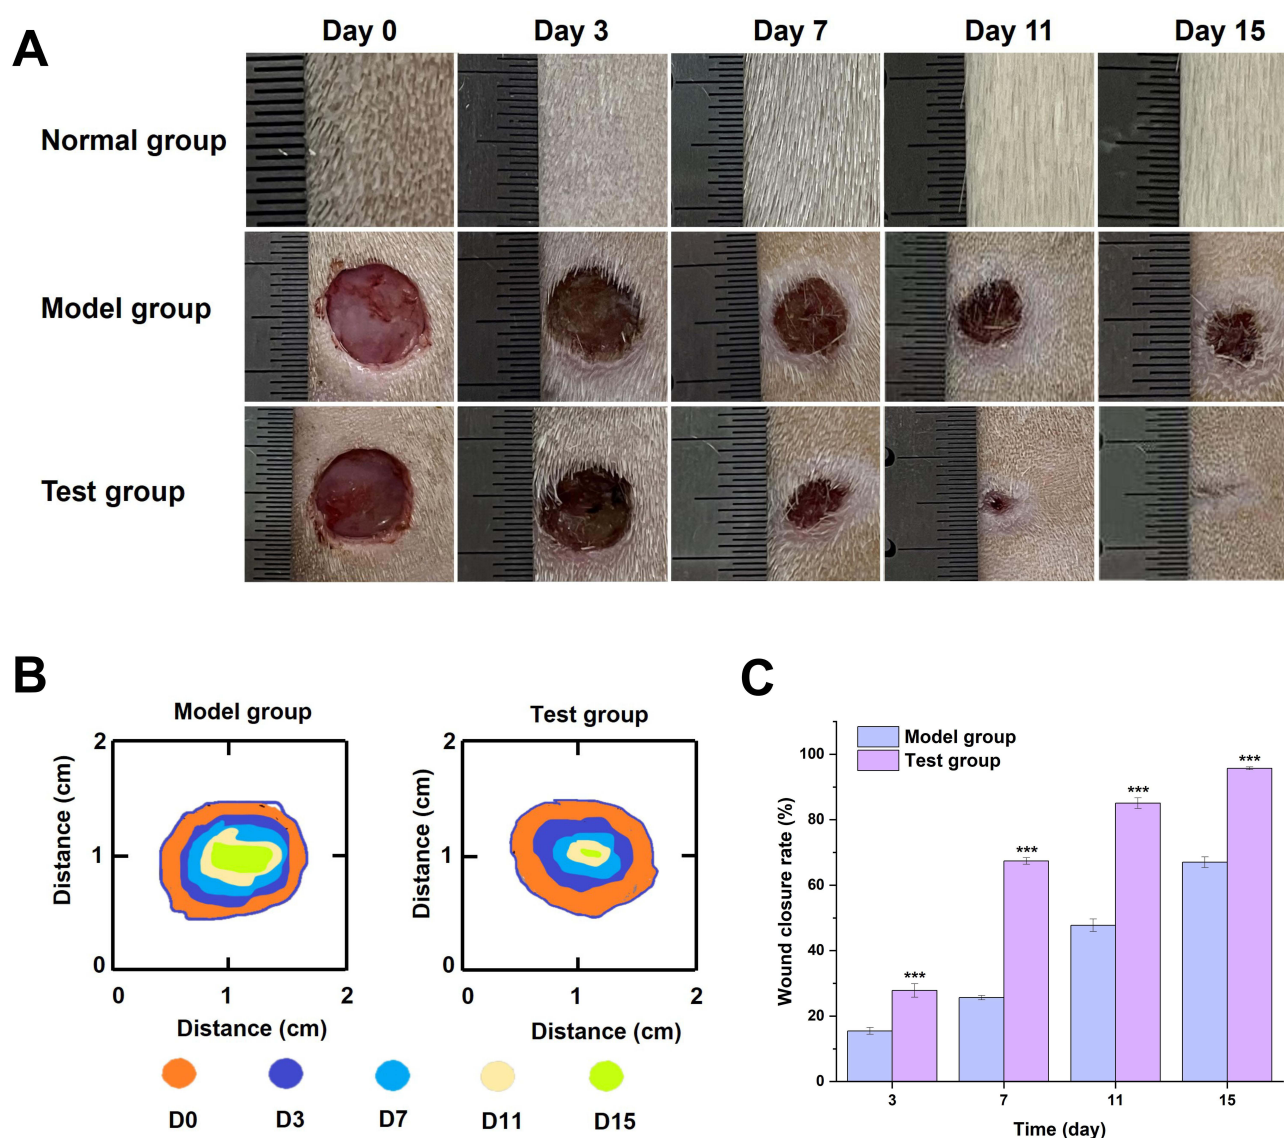 A
Day 0 Day 3 Day 7 Day 11 Day 15
Normal group
Model group
Test group
B
Model group
Test group
2
1
0
Distance (cm)
0 1 2
Distance (cm)
2
1
0
Distance (cm)
0 1 2
Distance (cm)
D0 D3 D7 D11 D15
C
Model group
Test group
100
80
60
40
20
0
Wound closure rate (%)
***
***
***
***
3 7 11 15
Time (day)